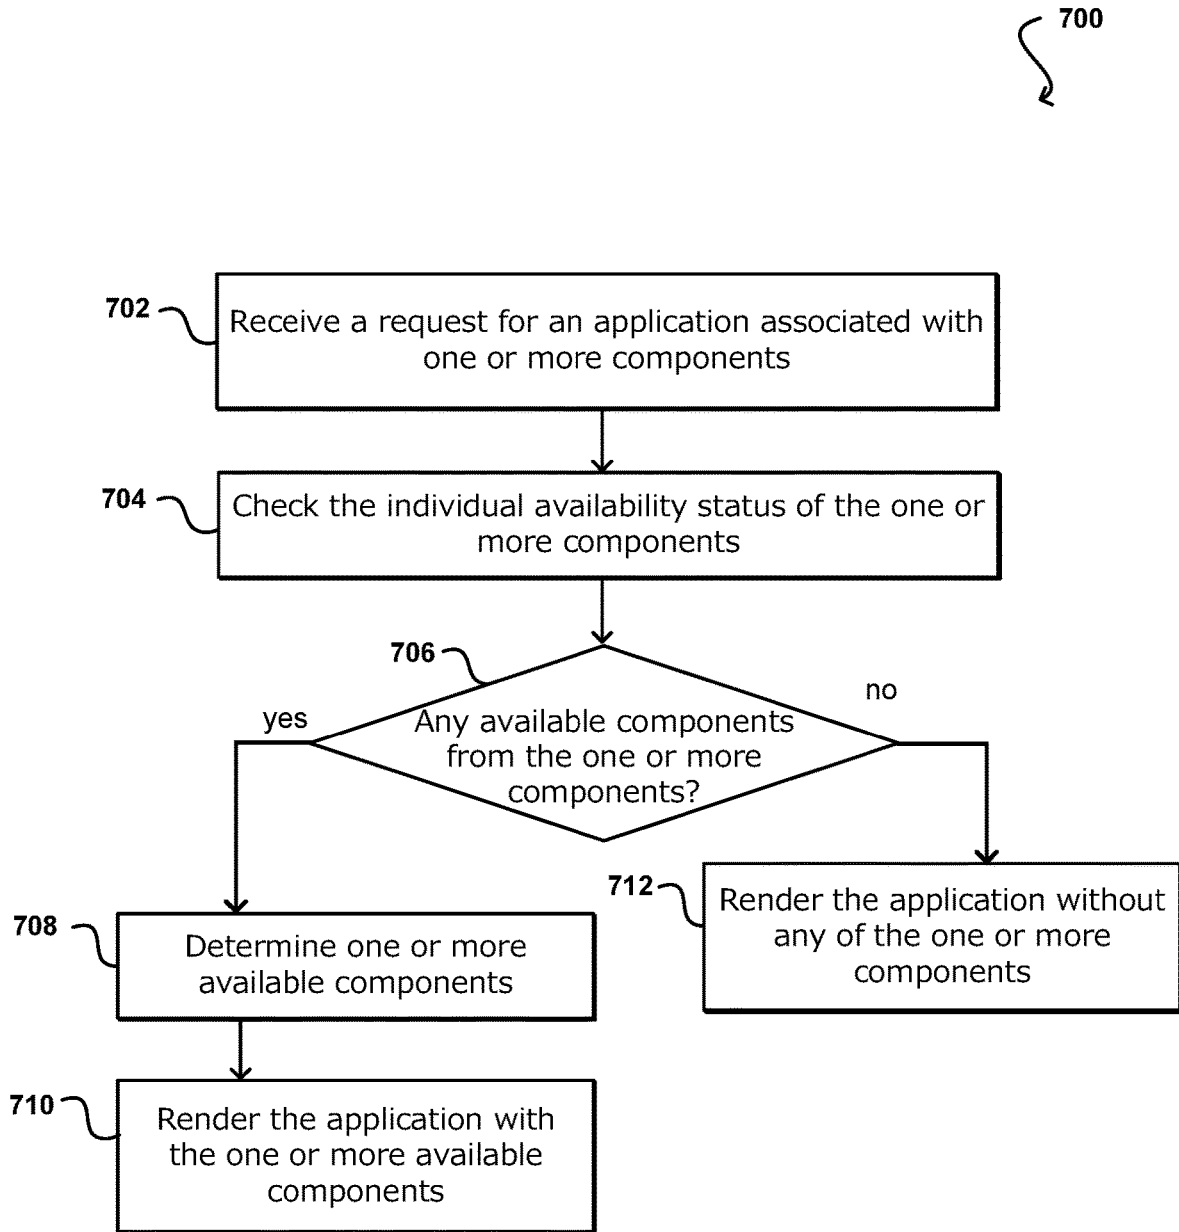 700
702
Receive a request for an application associated with
one or more components
704
Check the individual availability status of the one or
more components
706
yes
no
Any available components
from the one or more
components?
708
Determine one or more
available components
712
Render the application without
any of the one or more
components
710
Render the application with
the one or more available
components